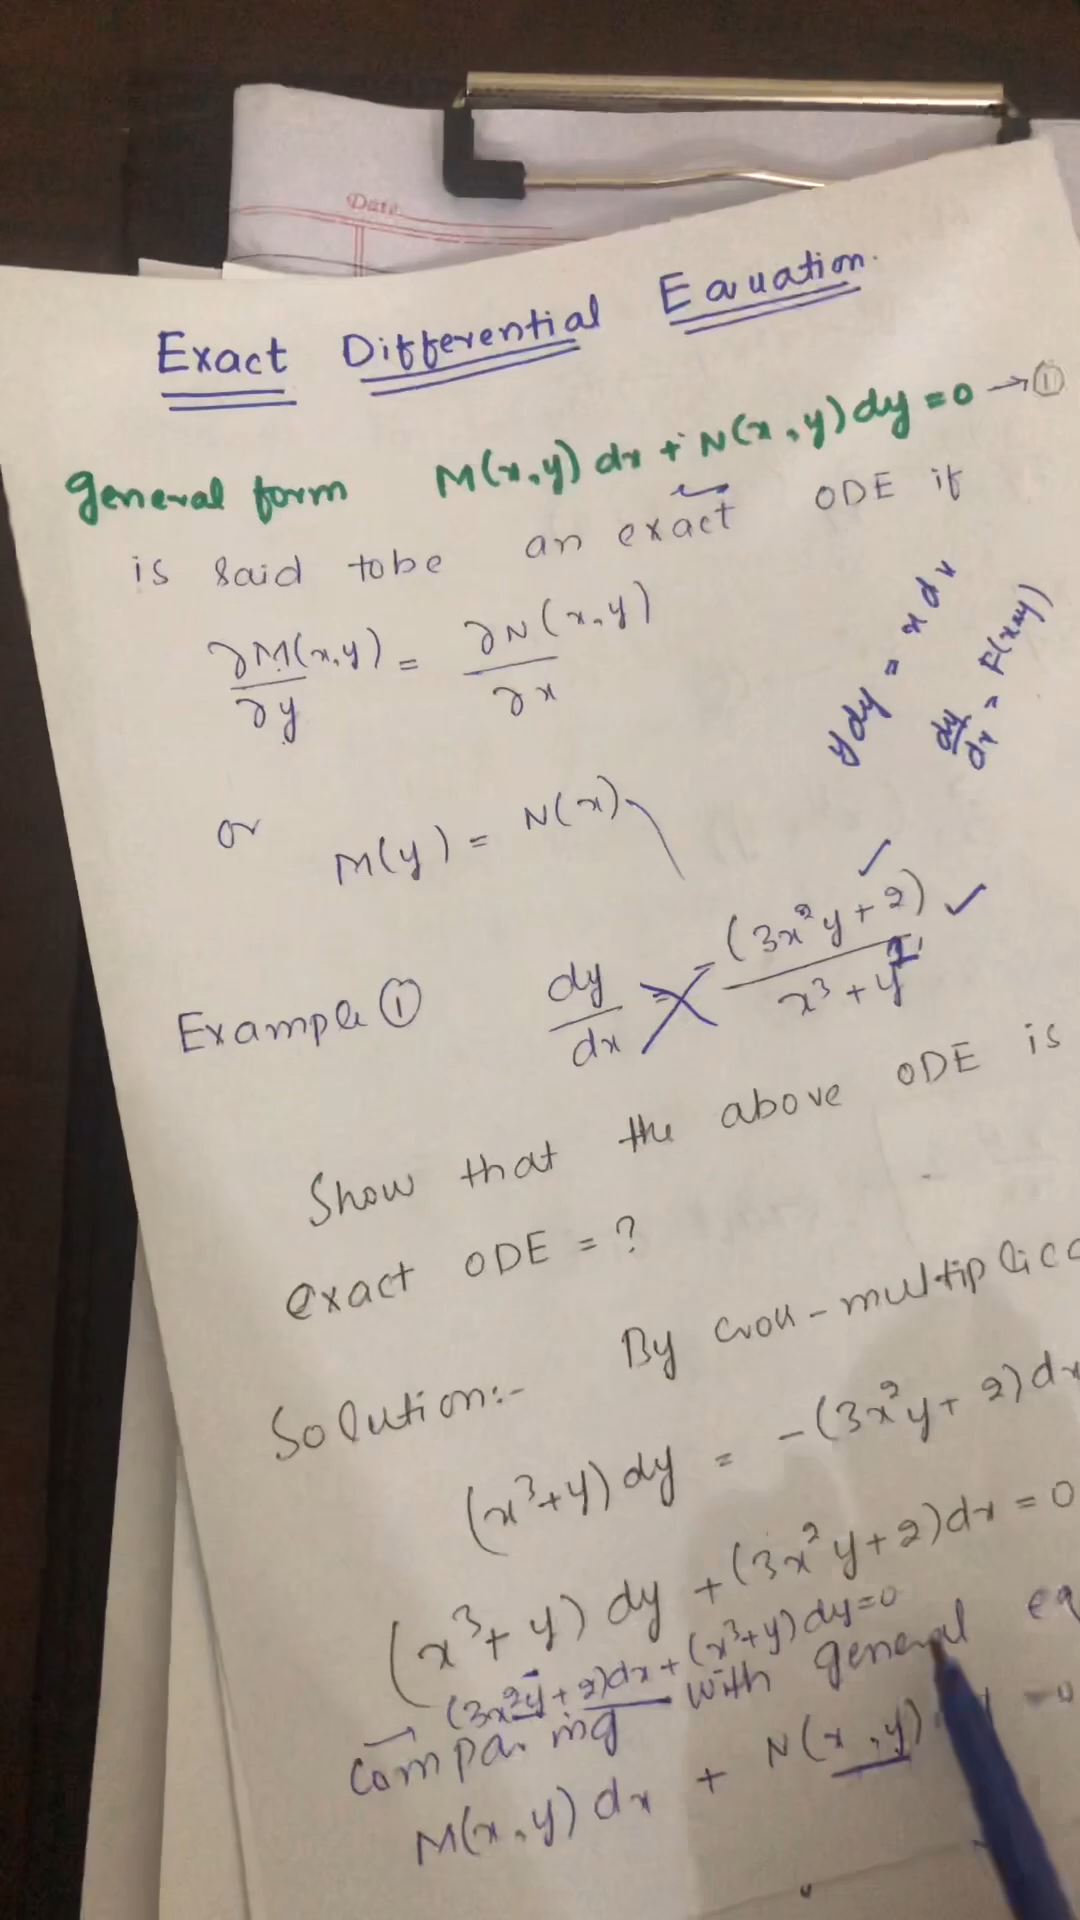 Date
Exact Differential Equation.
general form M(x,y) dx + N(x,y) dy = 0 → ①
is said tobe an exact ODE if
∂M(x,y)/∂y = ∂N(x,y)/∂x
y dy = x dx
dy/dx = F(x,y)
or M(y) = N(x)
Example ① dy/dx = -(3x²y+2)/x³+y
Show that the above ODE is
exact ODE = ?
Solution:- By cross-multiplica
(x³+y) dy = -(3x²y+2)dx
(x³+y) dy + (3x²y+2)dx = 0
(3x²y+2)dx + (x³+y)dy=0
Comparing with general eq
M(x,y) dx + N(x,y)